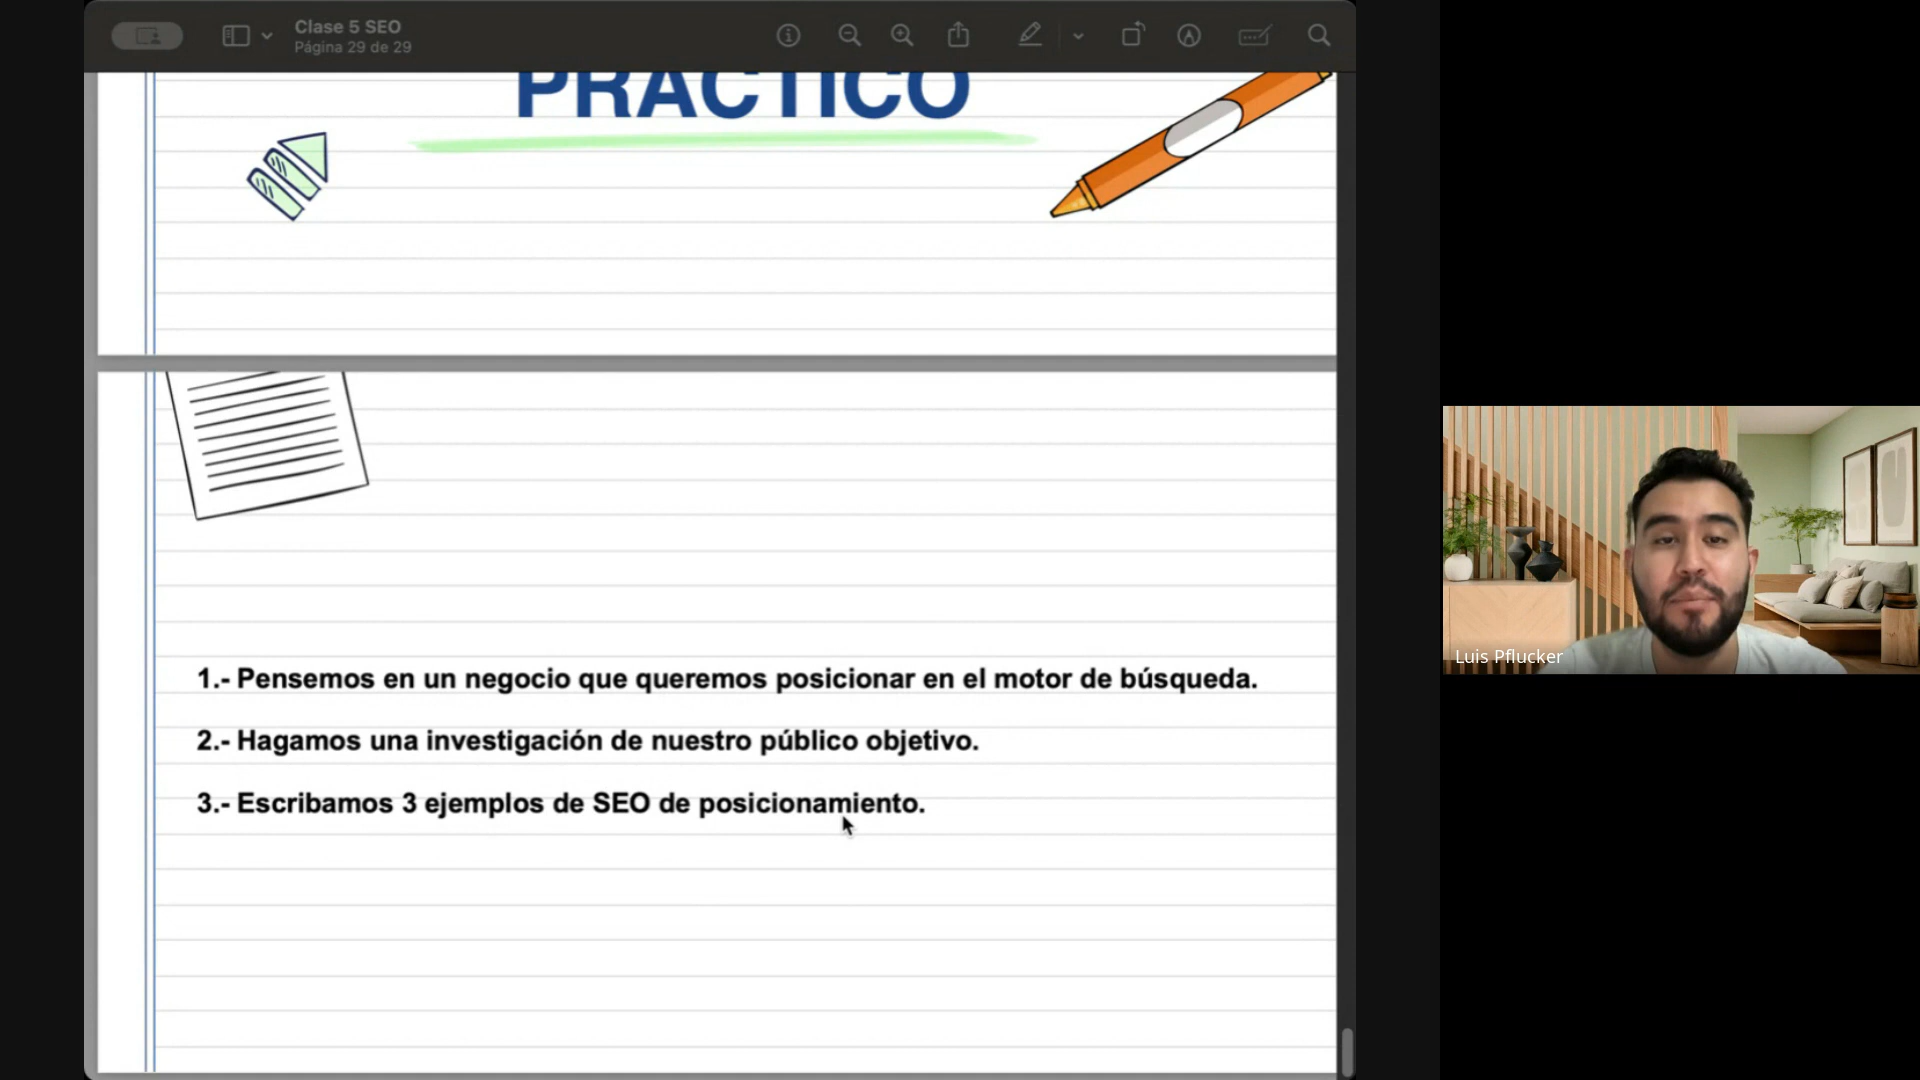 Clase 5 SEO
Página 29 de 29
PRÁCTICO
1.- Pensemos en un negocio que queremos posicionar en el motor de búsqueda.
2.- Hagamos una investigación de nuestro público objetivo.
3.- Escribamos 3 ejemplos de SEO de posicionamiento.
Luis Pflucker